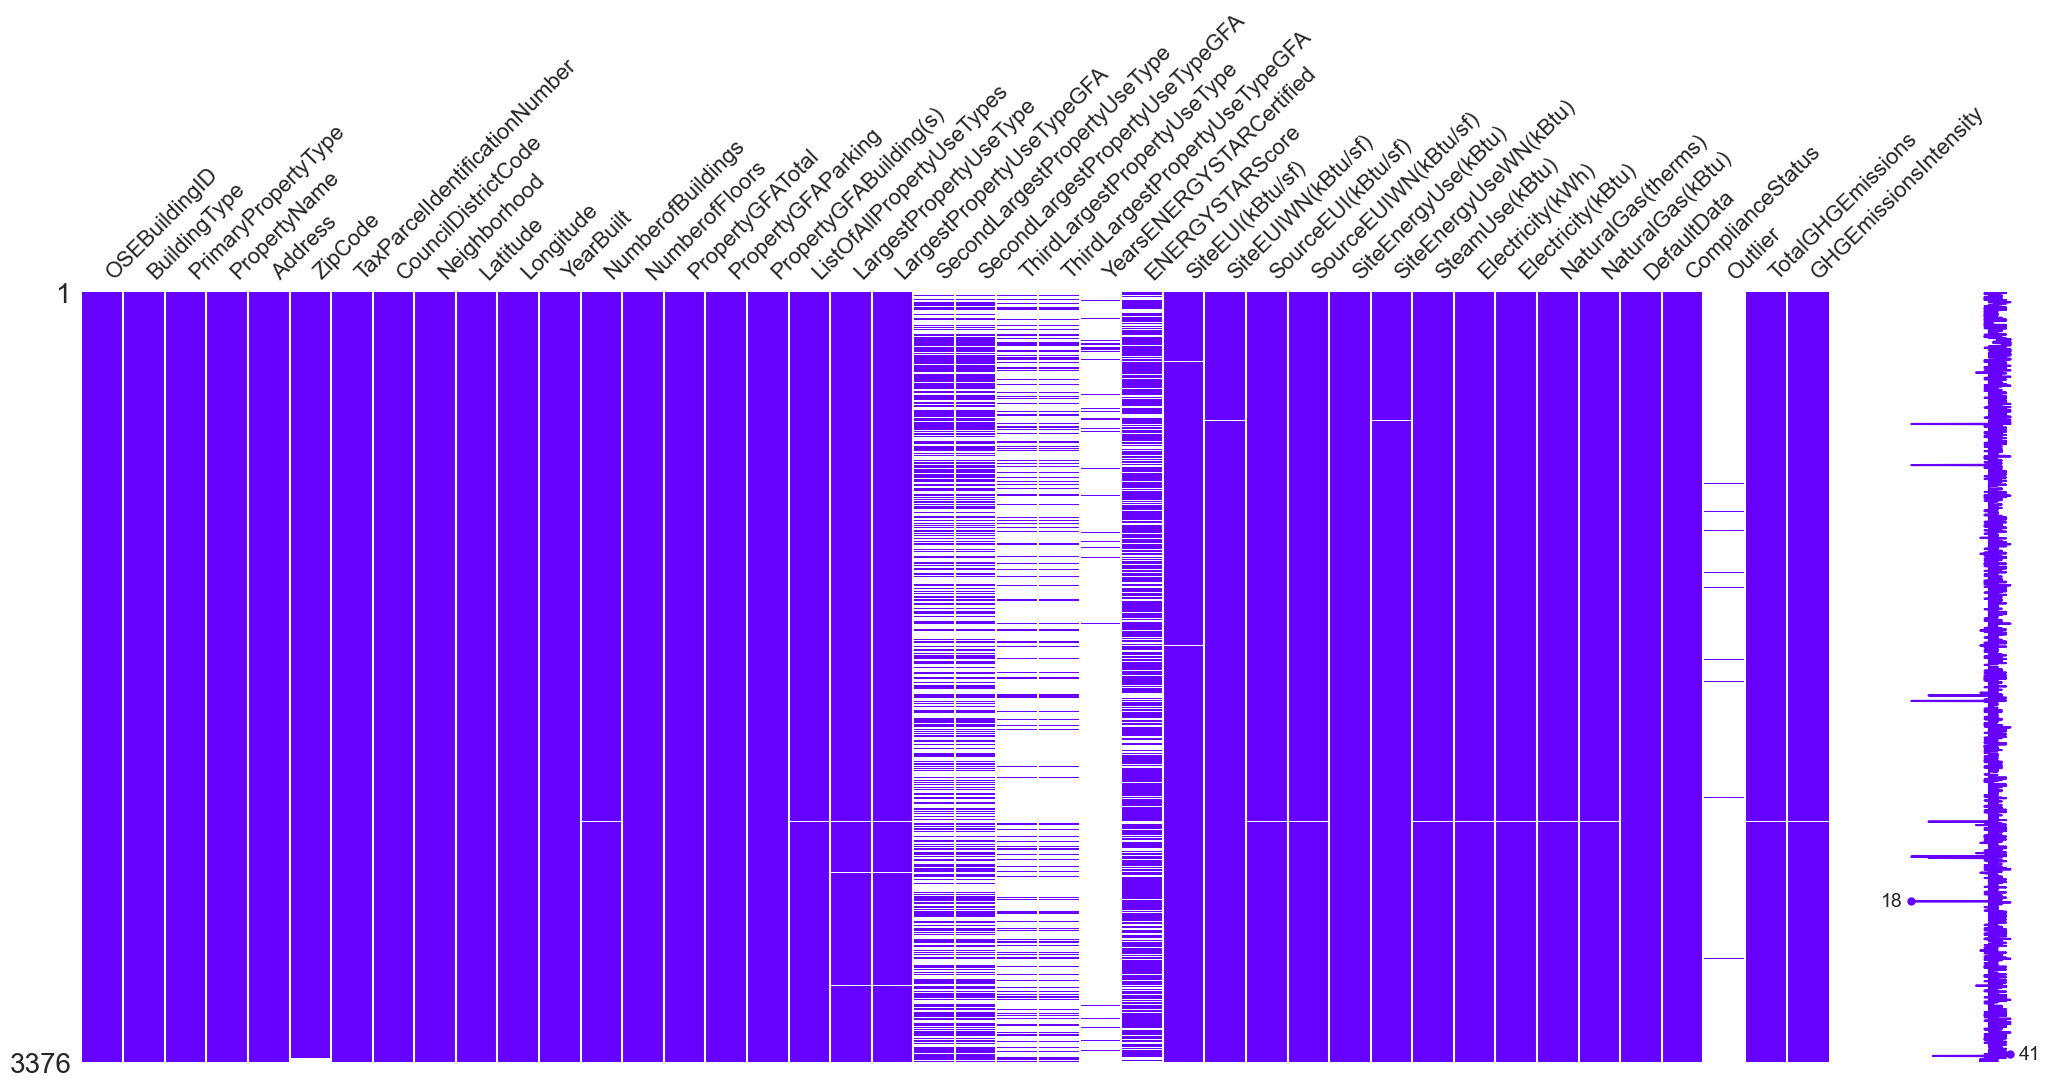 OSEBuildingID
BuildingType
PrimaryPropertyType
PropertyName
Address
ZipCode
TaxParcelIdentificationNumber
CouncilDistrictCode
Neighborhood
Latitude
Longitude
YearBuilt
NumberofBuildings
NumberofFloors
PropertyGFATotal
PropertyGFAParking
PropertyGFABuilding(s)
ListOfAllPropertyUseTypes
LargestPropertyUseType
LargestPropertyUseTypeGFA
SecondLargestPropertyUseType
SecondLargestPropertyUseTypeGFA
ThirdLargestPropertyUseType
ThirdLargestPropertyUseTypeGFA
YearsENERGYSTARCertified
ENERGYSTARScore
SiteEUI(kBtu/sf)
SiteEUIWN(kBtu/sf)
SourceEUI(kBtu/sf)
SourceEUIWN(kBtu/sf)
SiteEnergyUse(kBtu)
SiteEnergyUseWN(kBtu)
SteamUse(kBtu)
Electricity(kWh)
Electricity(kBtu)
NaturalGas(therms)
NaturalGas(kBtu)
DefaultData
ComplianceStatus
Outlier
TotalGHGEmissions
GHGEmissionsIntensity
1
18
41
3376